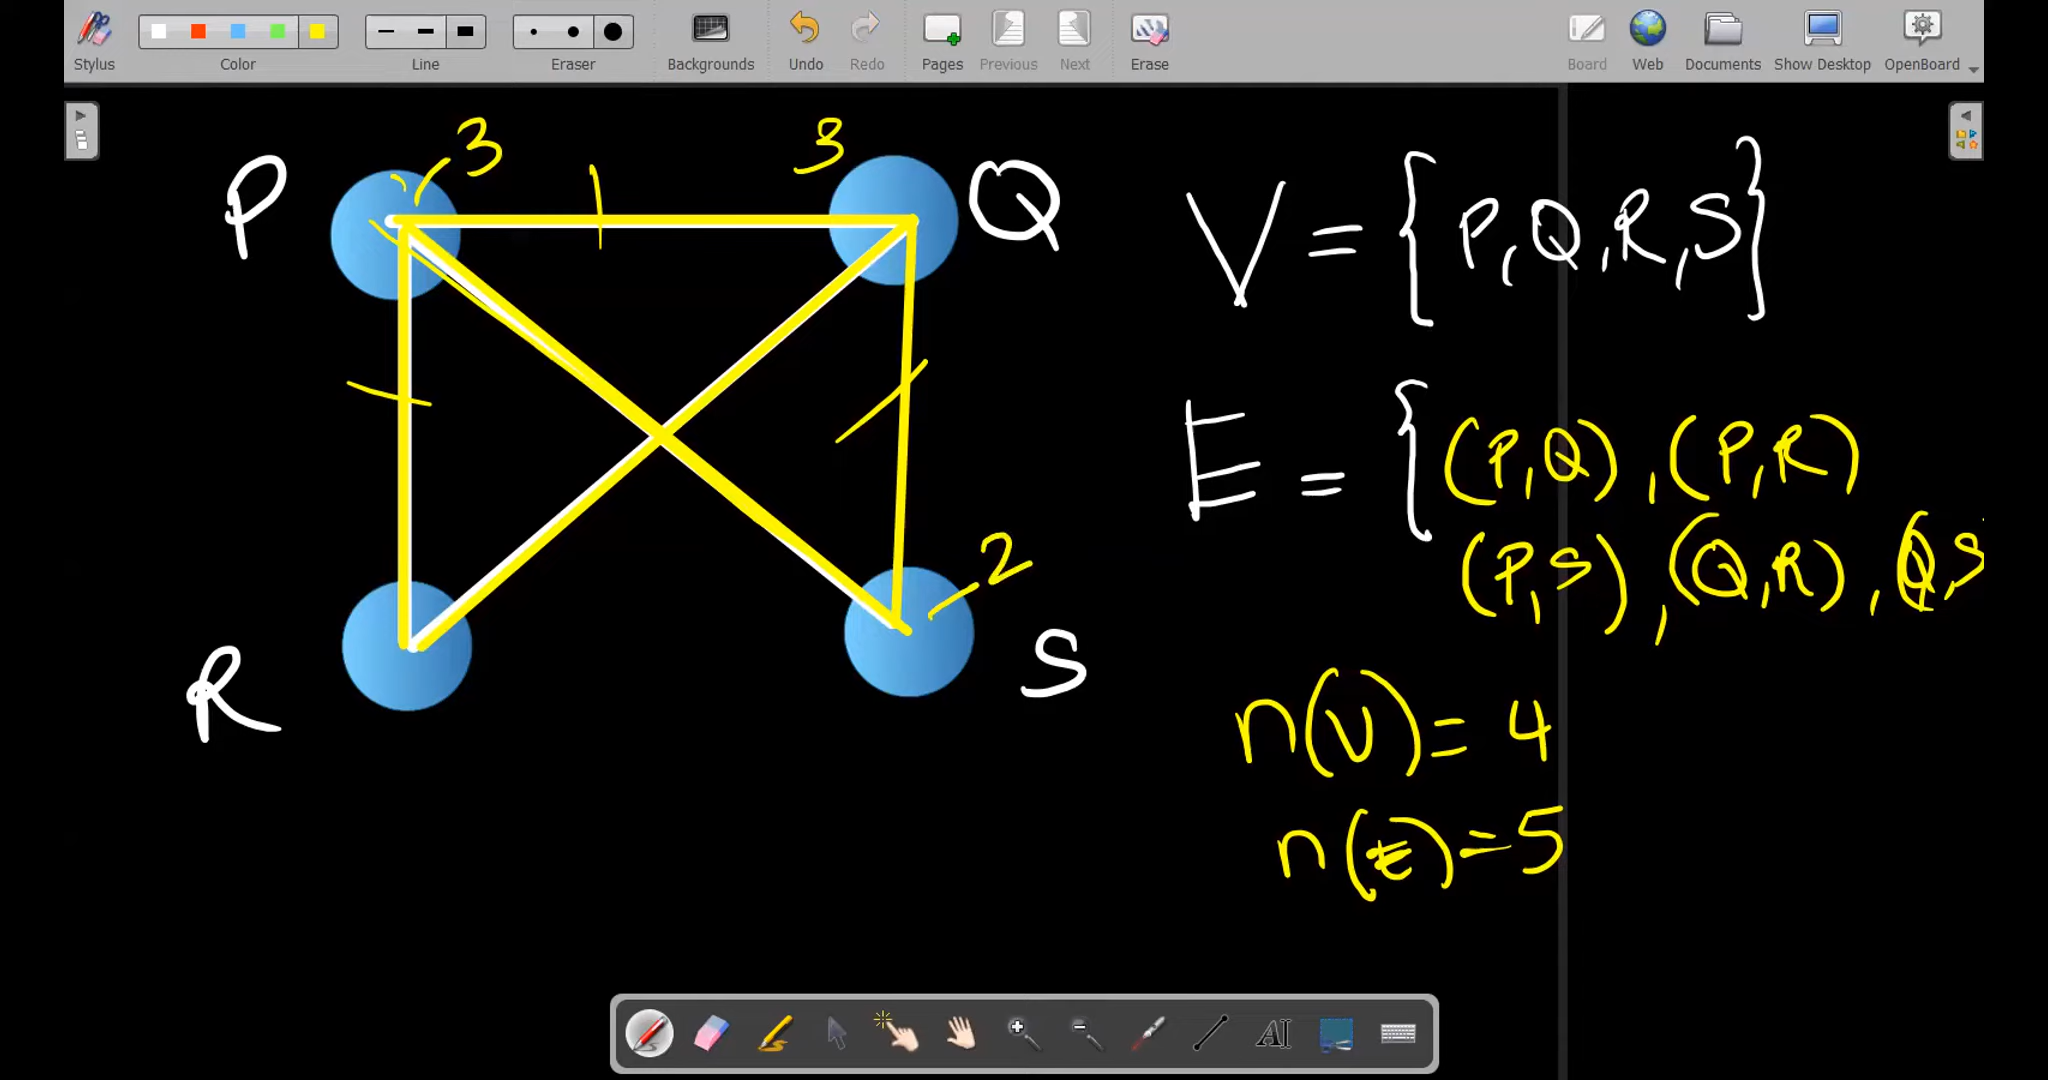 Stylus Color Line Eraser Backgrounds Undo Redo Pages Previous Next Erase Board Web Documents Show Desktop OpenBoard
3 3
P Q
2
R S
V = {P, Q, R, S}
E = {(P, Q), (P, R)
(P, S), (Q, R), (Q, S
n(V) = 4
n(E) = 5
AI